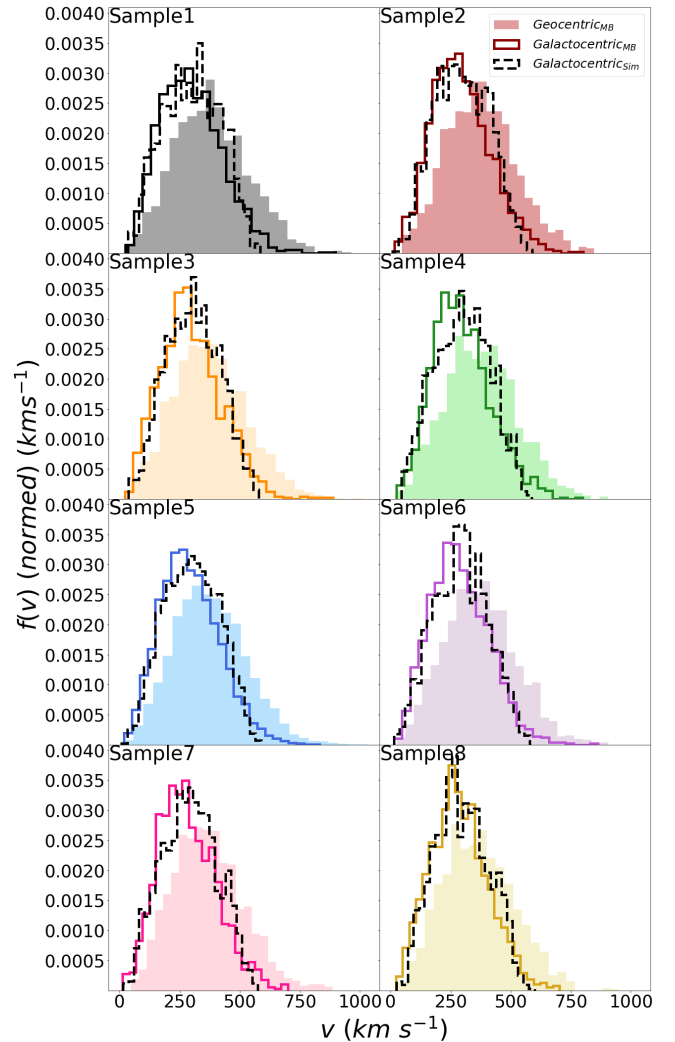 Sample1
Sample2
0.0040
0.0035
0.0030
0.0025
0.0020
0.0015
0.0010
0.0005
Geocentric_MB
Galactocentric_MB
Galactocentric_Sim
Sample3
Sample4
0.0040
0.0035
0.0030
0.0025
0.0020
0.0015
0.0010
0.0005
f(v) (normed) (kms⁻¹)
Sample5
Sample6
0.0040
0.0035
0.0030
0.0025
0.0020
0.0015
0.0010
0.0005
Sample7
Sample8
0.0040
0.0035
0.0030
0.0025
0.0020
0.0015
0.0010
0.0005
0 250 500 750 1000 0 250 500 750 1000
v (km s⁻¹)